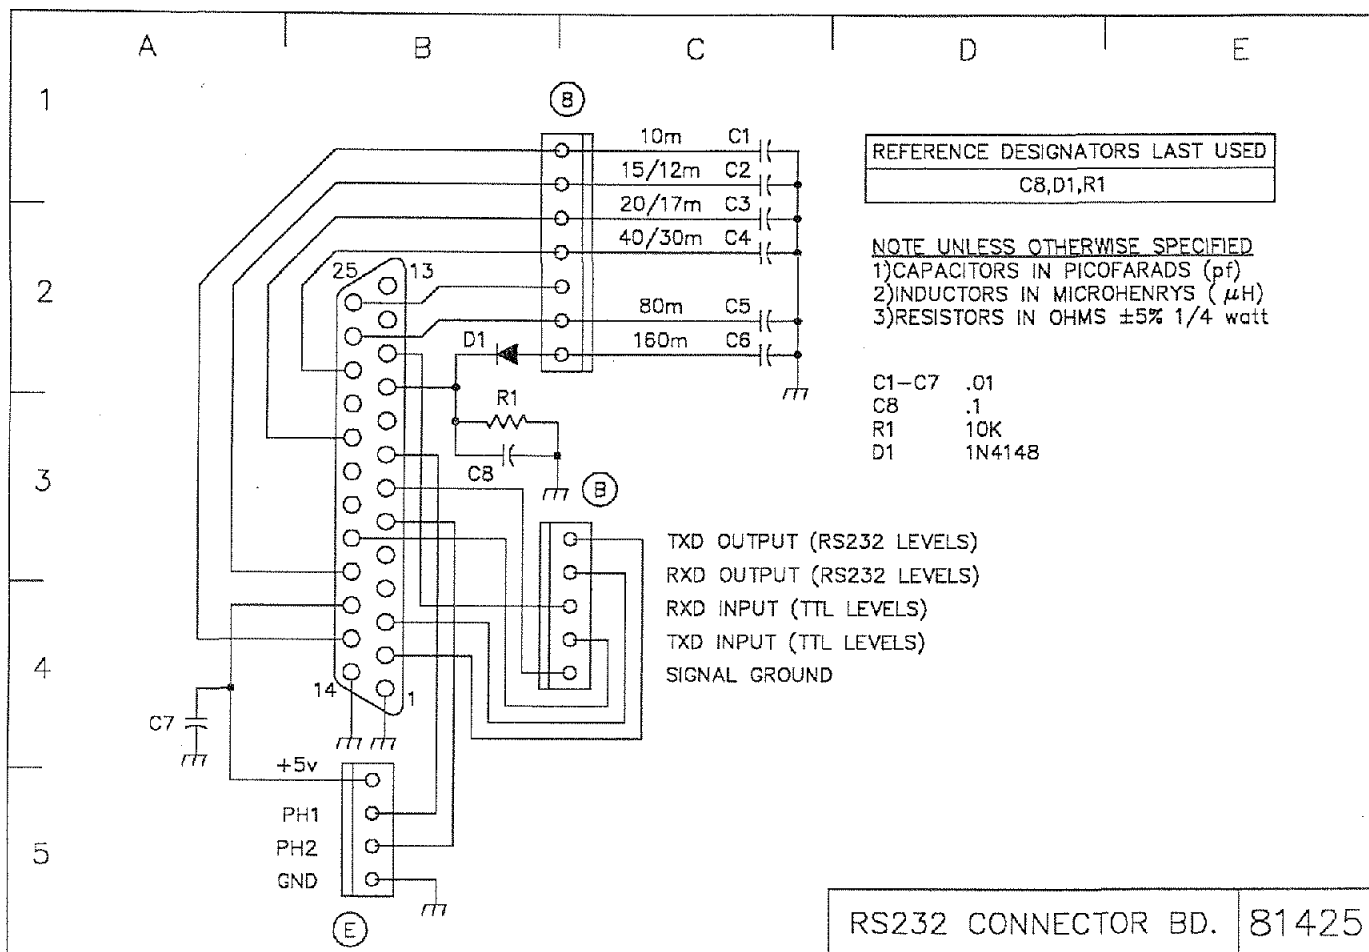 A B C D E
1
8
10m C1
15/12m C2
20/17m C3
40/30m C4
REFERENCE DESIGNATORS LAST USED
C8,D1,R1
2
25 13
80m C5
160m C6
D1
NOTE UNLESS OTHERWISE SPECIFIED
1)CAPACITORS IN PICOFARADS (pf)
2)INDUCTORS IN MICROHENRYS ( µH)
3)RESISTORS IN OHMS ±5% 1/4 watt
C1-C7 .01
C8 .1
R1 10K
D1 1N4148
R1
C8
3
B
TXD OUTPUT (RS232 LEVELS)
RXD OUTPUT (RS232 LEVELS)
RXD INPUT (TTL LEVELS)
TXD INPUT (TTL LEVELS)
SIGNAL GROUND
4
14 1
C7
+5v
PH1
PH2
GND
5
E
RS232 CONNECTOR BD. 81425